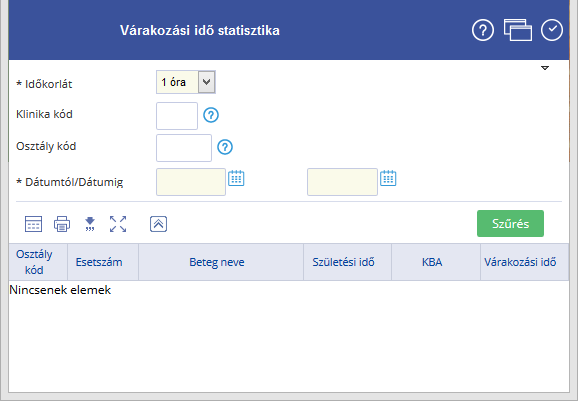 Várakozási idő statisztika
* Időkorlát
1 óra
Klinika kód
Osztály kód
* Dátumtól/Dátumig
Szűrés
Osztály kód
Esetszám
Beteg neve
Születési idő
KBA
Várakozási idő
Nincsenek elemek